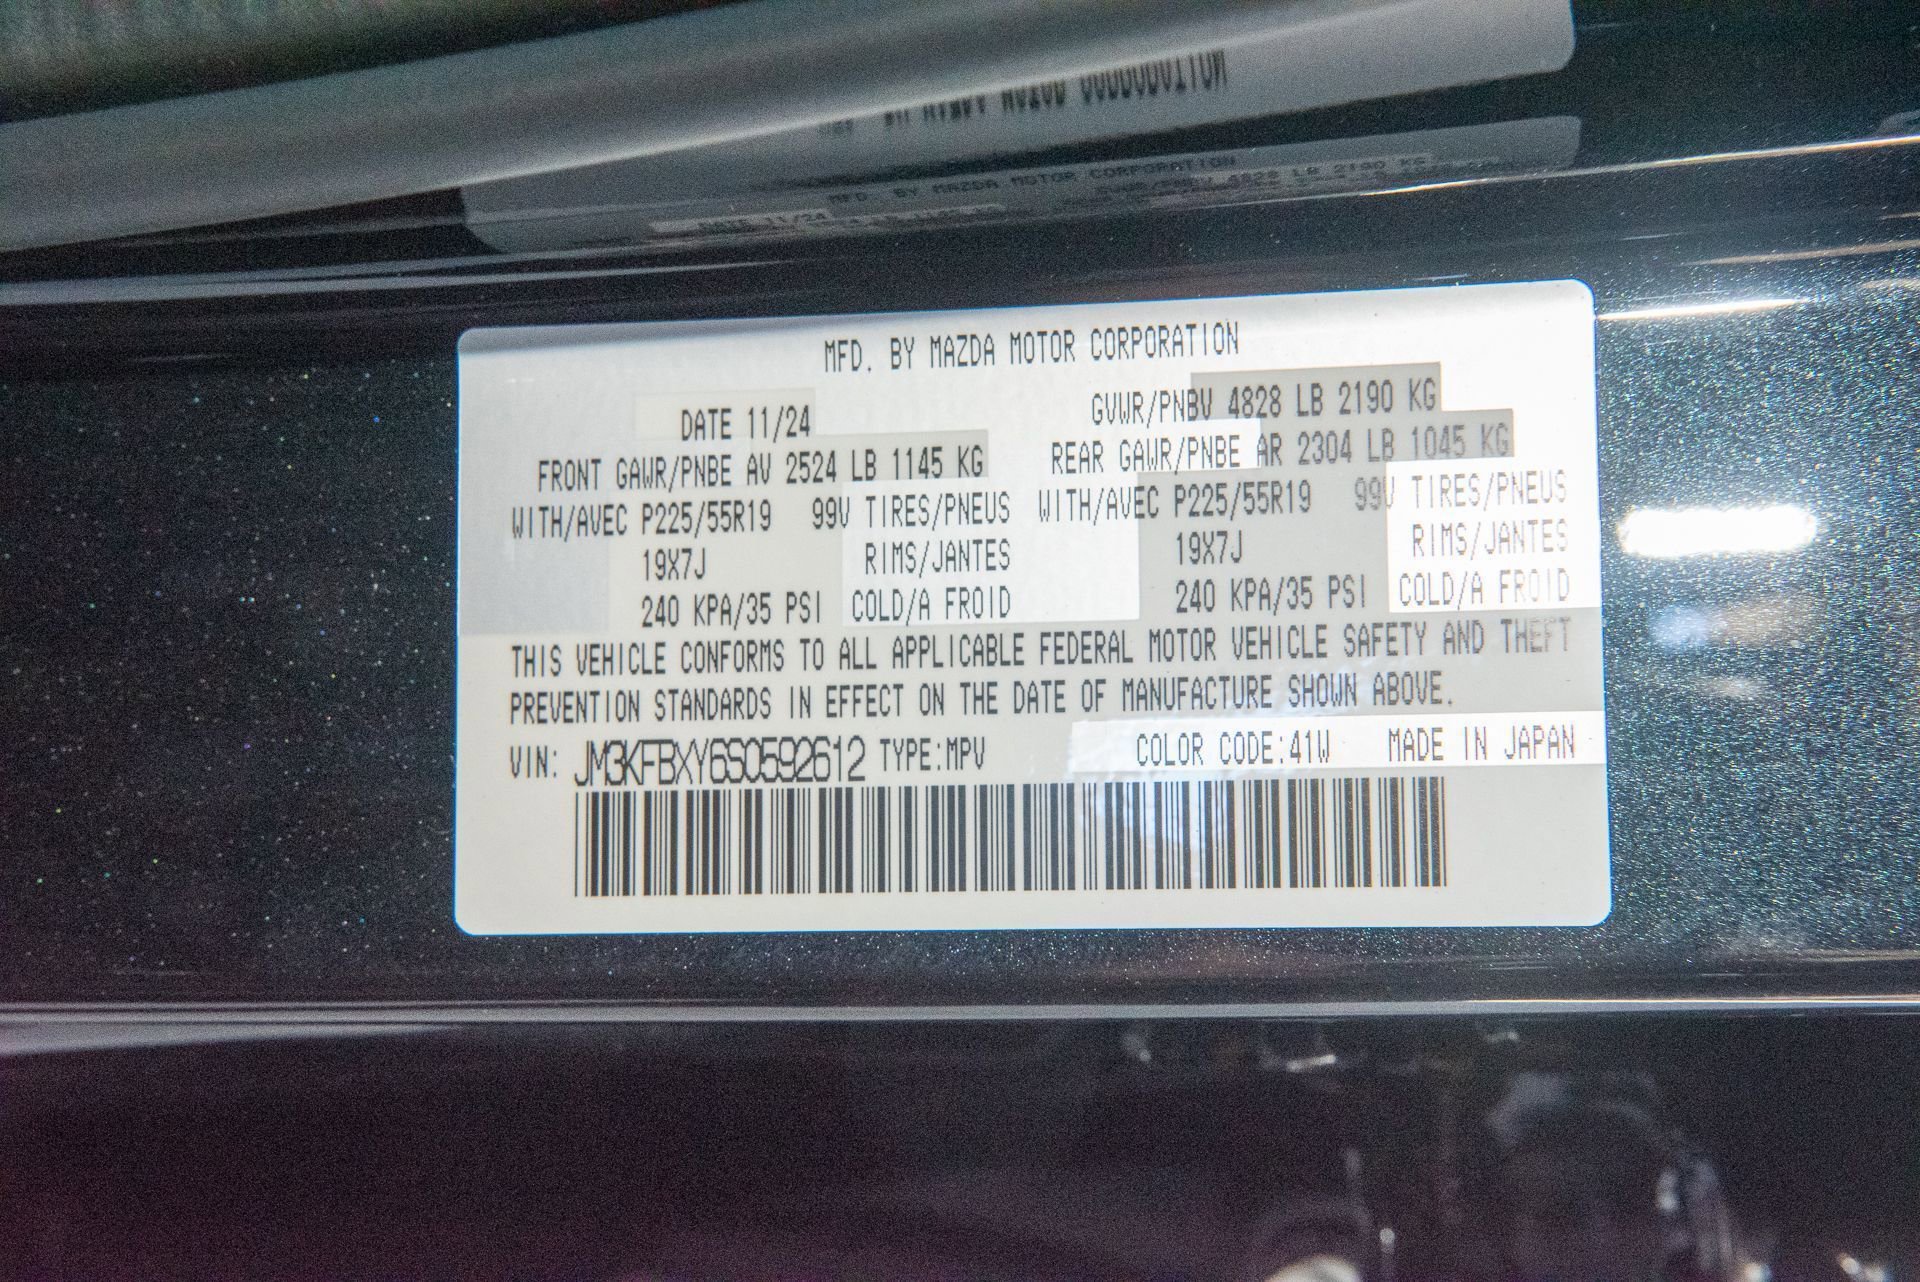 MFD. BY MAZDA MOTOR CORPORATION
DATE 11/24 GVWR/PNBV 4828 LB 2190 KG
FRONT GAWR/PNBE AV 2524 LB 1145 KG REAR GAWR/PNBE AR 2304 LB 1045 KG
WITH/AVEC P225/55R19 99V TIRES/PNEUS WITH/AVEC P225/55R19 99V TIRES/PNEUS
19X7J RIMS/JANTES 19X7J RIMS/JANTES
240 KPA/35 PSI COLD/A FROID 240 KPA/35 PSI COLD/A FROID
THIS VEHICLE CONFORMS TO ALL APPLICABLE FEDERAL MOTOR VEHICLE SAFETY AND THEFT
PREVENTION STANDARDS IN EFFECT ON THE DATE OF MANUFACTURE SHOWN ABOVE.
VIN: JM3KFBXY6S0592612 TYPE:MPV COLOR CODE:41W MADE IN JAPAN